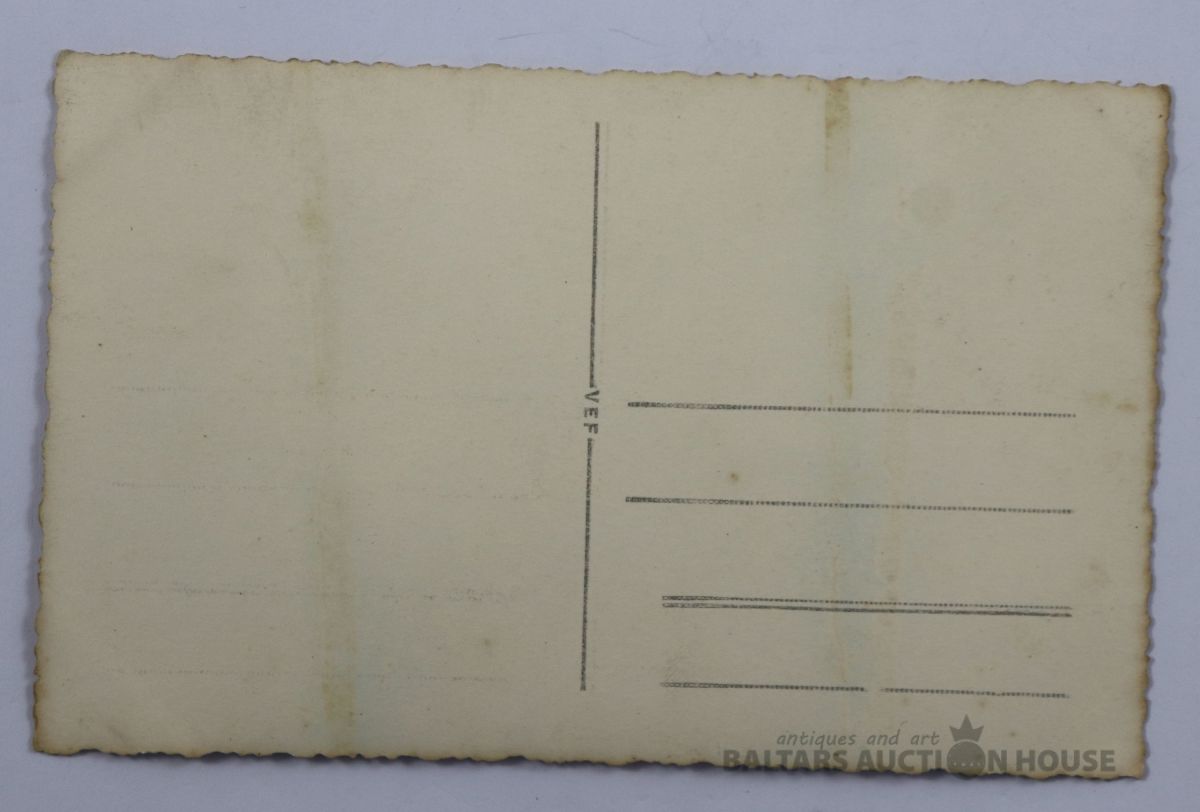 VEF
antiques and art
BALTARS AUCTION HOUSE